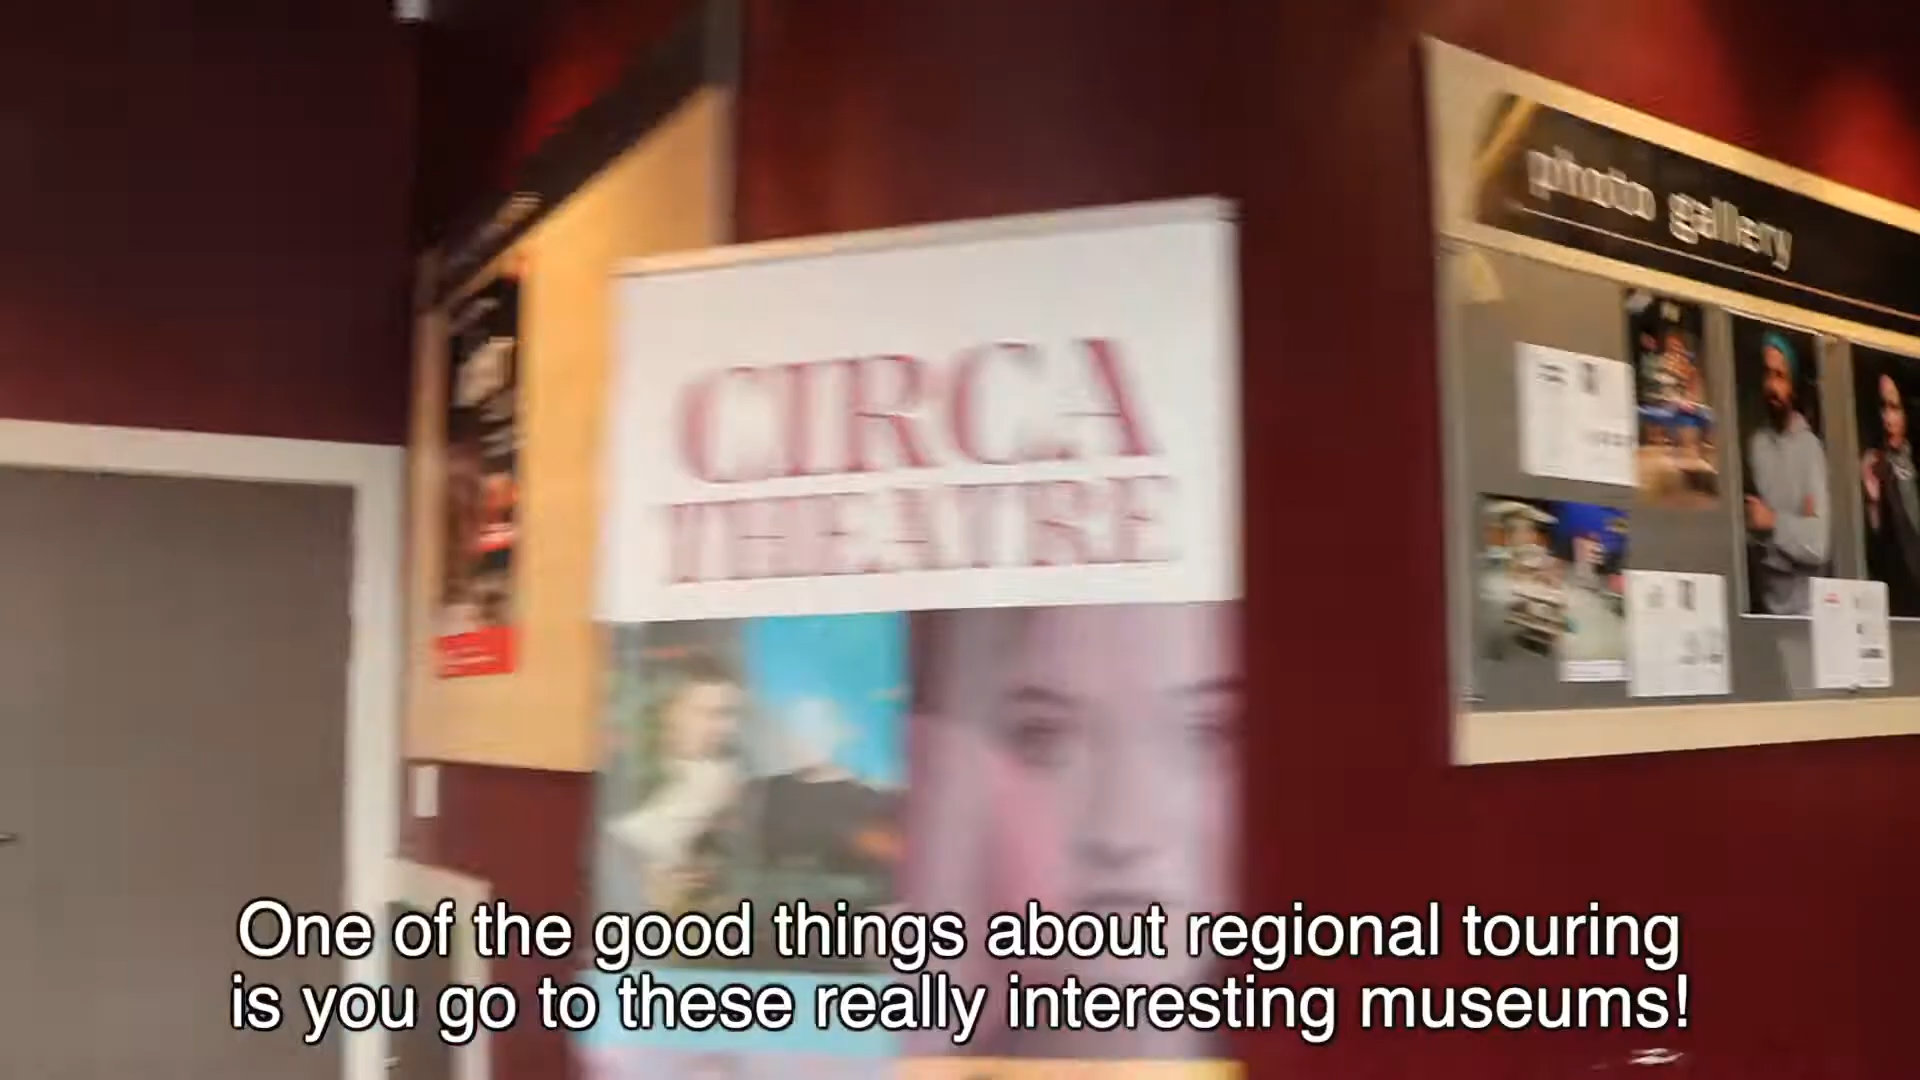 photo gallery
CIRCA
THEATRE
One of the good things about regional touring
is you go to these really interesting museums!